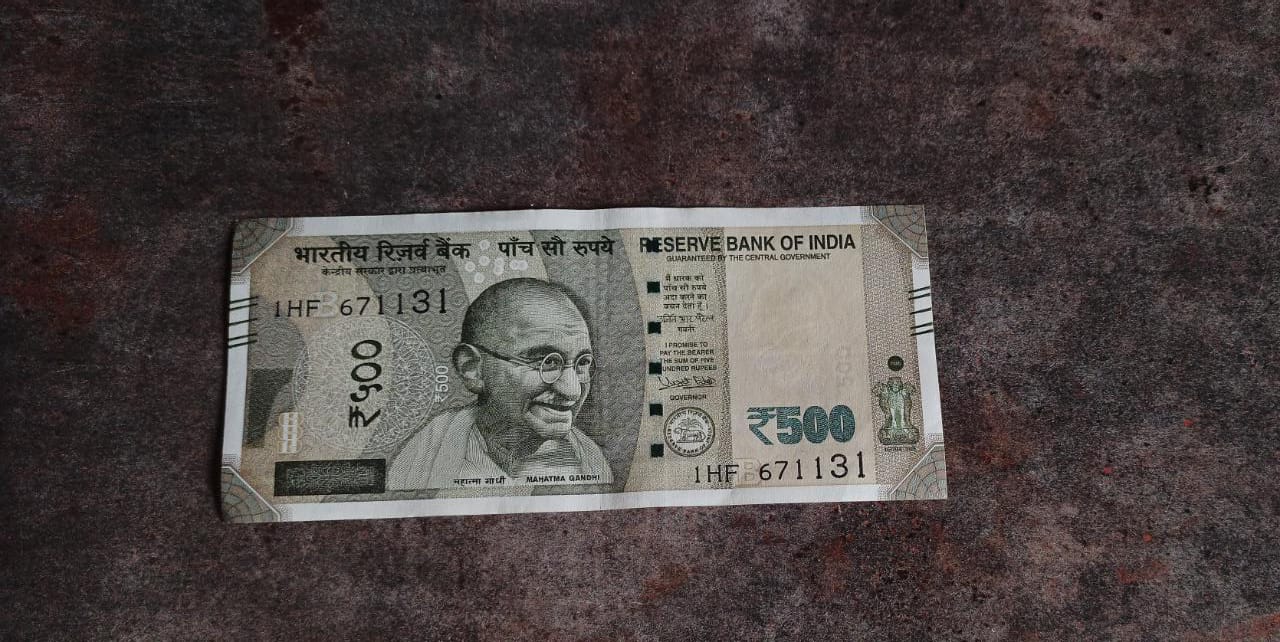 भारतीय रिज़र्व बैंक
केन्द्रीय सरकार द्वारा प्रत्याभूत
पाँच सौ रुपये
1HF 671131
₹५००
₹500
महात्मा गांधी
MAHATMA GANDHI
RESERVE BANK OF INDIA
GUARANTEED BY THE CENTRAL GOVERNMENT
मैं धारक को
पाँच सौ रुपये
अदा करने का
वचन देता हूँ।
गवर्नर
I PROMISE TO
PAY THE BEARER
THE SUM OF FIVE
HUNDRED RUPEES
GOVERNOR
500
₹500
1HF 671131